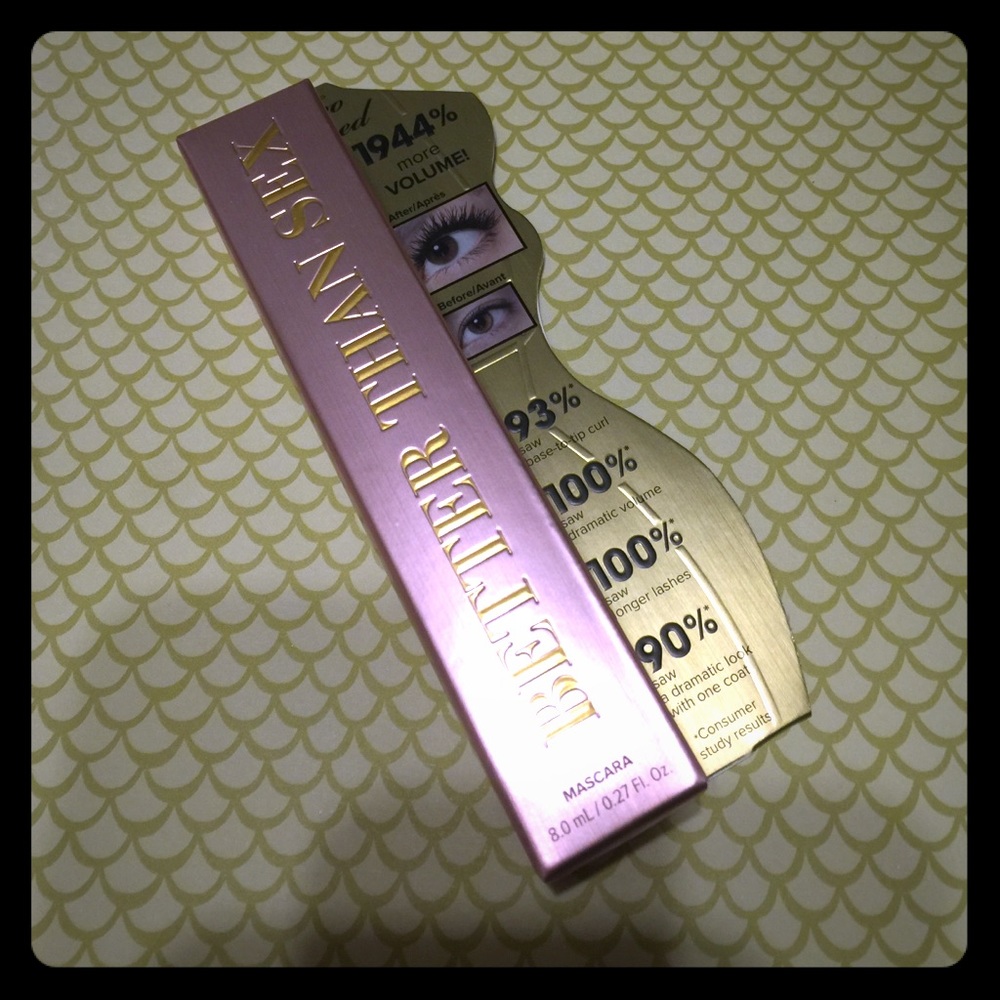 BETTER THAN SEX
MASCARA
8.0 mL / 0.27 Fl. Oz.
1944%
more
VOLUME!
After/Après
Before/Avant
93%*
saw
base-to-tip curl
100%*
saw
dramatic volume
100%*
saw
onger lashes
90%*
saw
a dramatic look
with one coat
*Consumer
study results